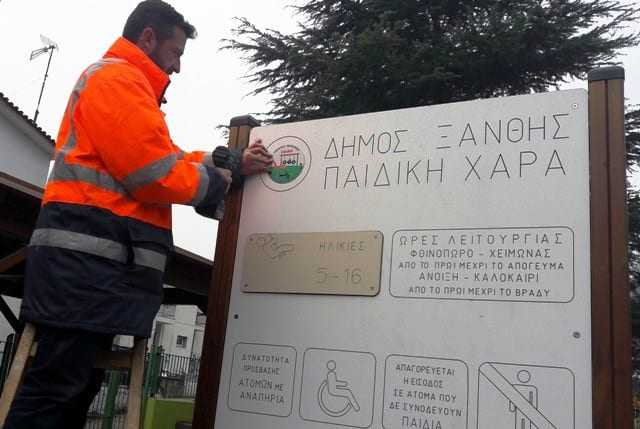 ΔΗΜΟΣ ΞΑΝΘΗΣ
ΠΑΙΔΙΚΗ ΧΑΡΑ
ΗΛΙΚΙΕΣ
5-16
ΩΡΕΣ ΛΕΙΤΟΥΡΓΙΑΣ
ΦΘΙΝΟΠΩΡΟ - ΧΕΙΜΩΝΑΣ
ΑΠΟ ΤΟ ΠΡΩΙ ΜΕΧΡΙ ΤΟ ΑΠΟΓΕΥΜΑ
ΑΝΟΙΞΗ - ΚΑΛΟΚΑΙΡΙ
ΑΠΟ ΤΟ ΠΡΩΙ ΜΕΧΡΙ ΤΟ ΒΡΑΔΥ
ΔΥΝΑΤΟΤΗΤΑ
ΠΡΟΣΒΑΣΗΣ
ΑΤΟΜΩΝ ΜΕ
ΑΝΑΠΗΡΙΑ
ΑΠΑΓΟΡΕΥΕΤΑΙ
Η ΕΙΣΟΔΟΣ
ΣΕ ΑΤΟΜΑ ΠΟΥ
ΔΕ ΣΥΝΟΔΕΥΟΥΝ
ΠΑΙΔΙΑ